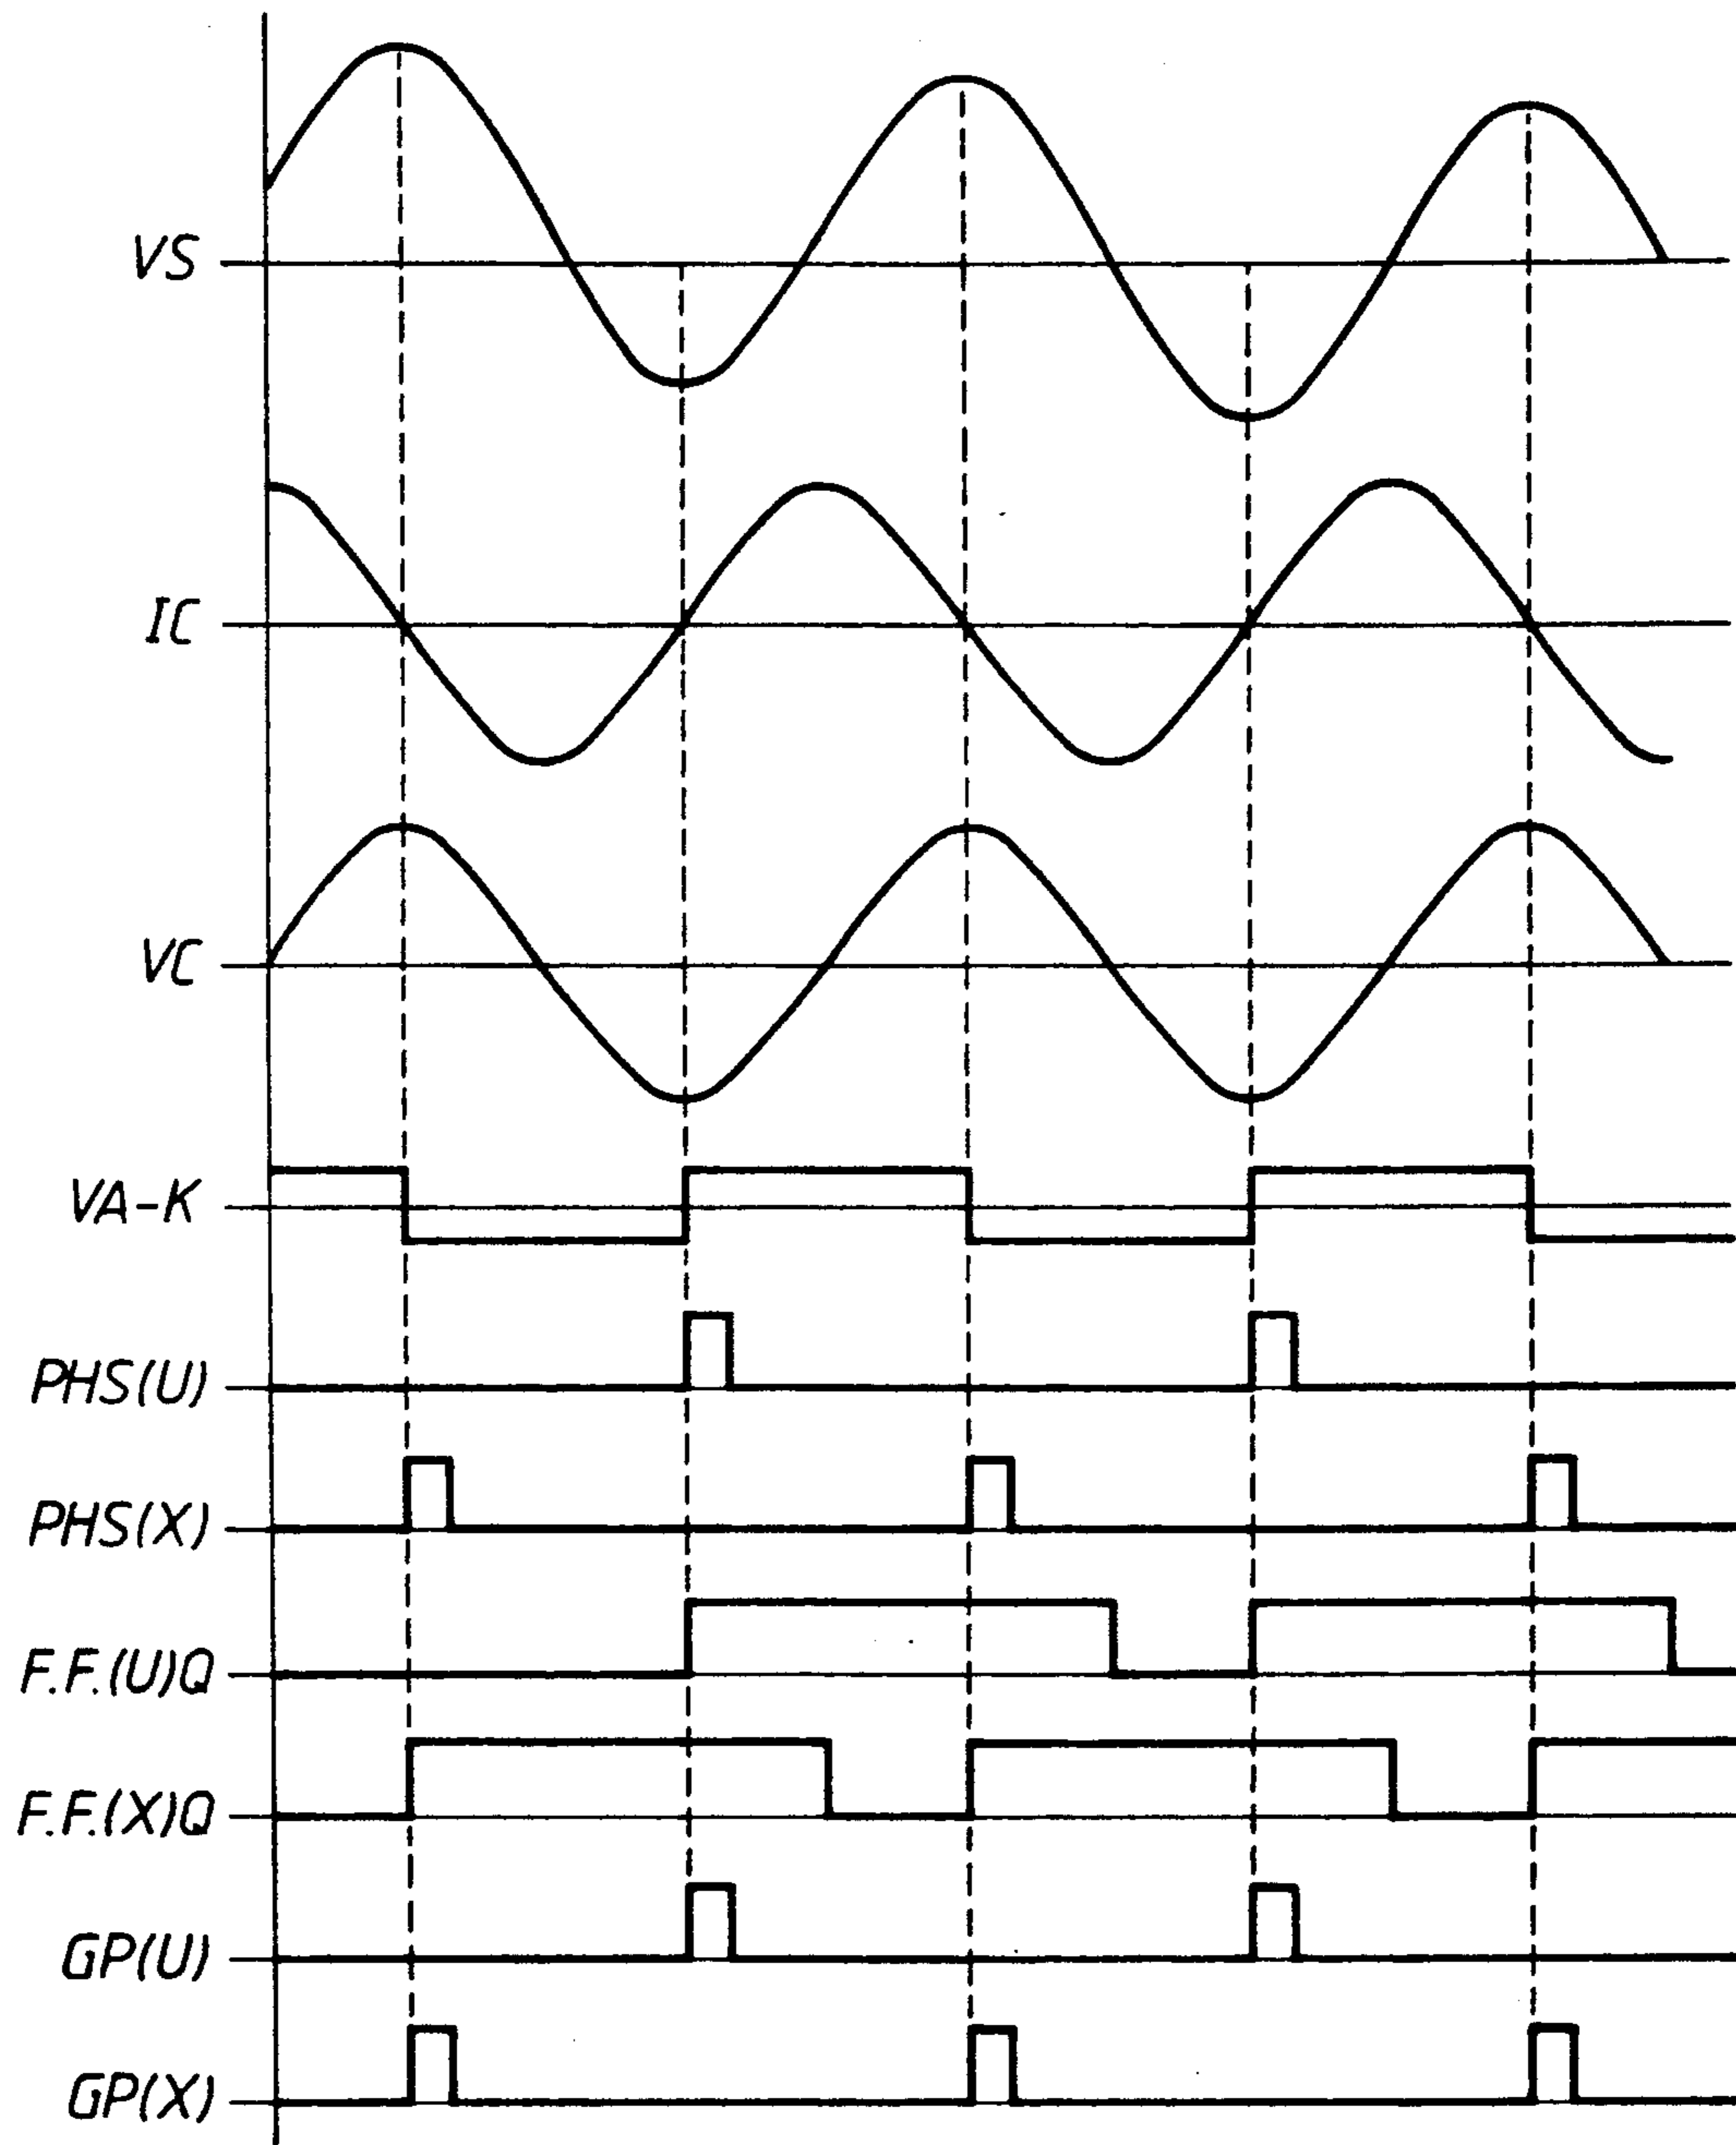 VS
IC
VC
VA-K
PHS(U)
PHS(X)
F.F.(U)Q
F.F.(X)Q
GP(U)
GP(X)